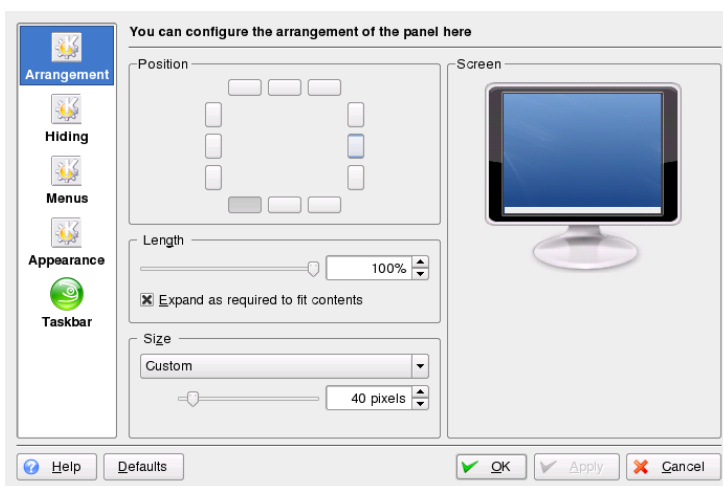 You can configure the arrangement of the panel here
Arrangement
Hiding
Menus
Appearance
Taskbar
Position
Screen
Length
100%
Expand as required to fit contents
Size
Custom
40 pixels
Help
Defaults
OK
Apply
Cancel